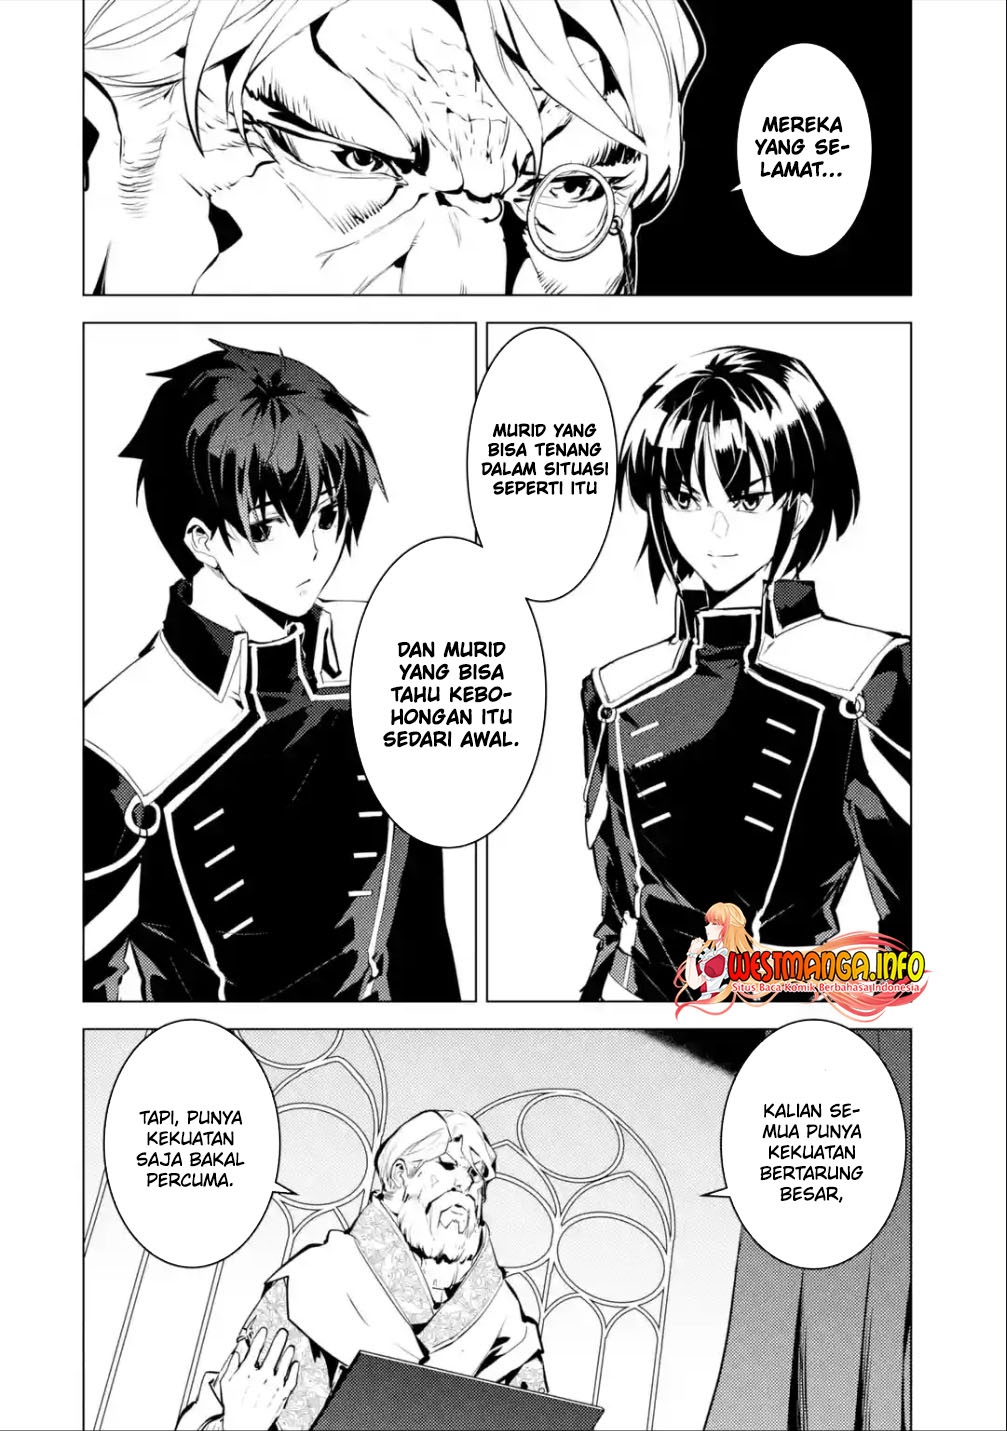 MEREKA
YANG SE-
LAMAT...
MURID YANG
BISA TENANG
DALAM SITUASI
SEPERTI ITU
DAN MURID
YANG BISA
TAHU KEBO-
HONGAN ITU
SEDARI AWAL.
WESTMANGA.INFO
Situs Baca Komik Berbahasa Indonesia
KALIAN SE-
MUA PUNYA
KEKUATAN
BERTARUNG
BESAR,
TAPI, PUNYA
KEKUATAN
SAJA BAKAL
PERCUMA.